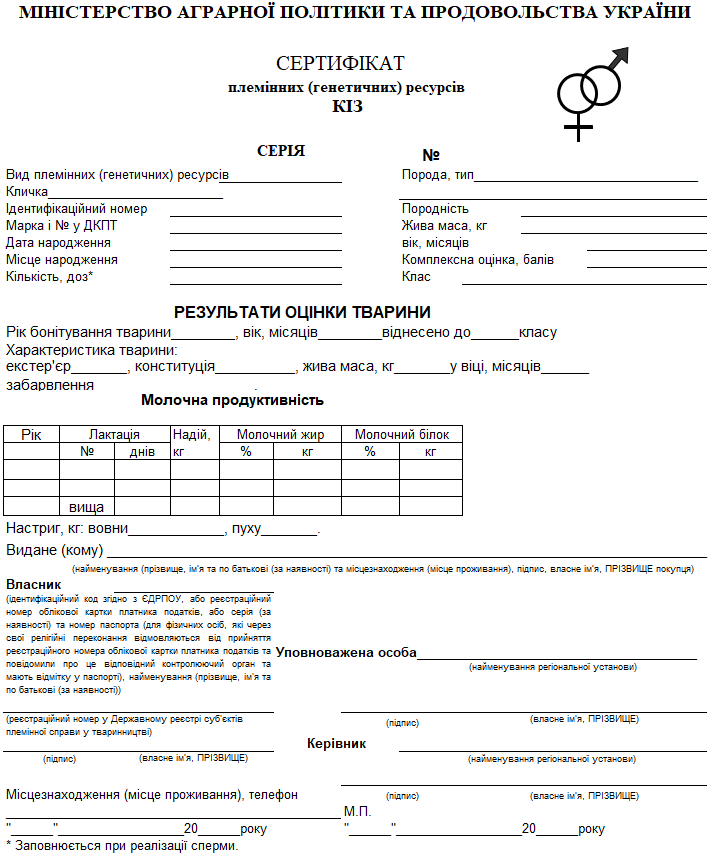 МІНІСТЕРСТВО АГРАРНОЇ ПОЛІТИКИ ТА ПРОДОВОЛЬСТВА УКРАЇНИ
СЕРТИФІКАТ
племінних (генетичних) ресурсів
КІЗ
СЕРІЯ №
Вид племінних (генетичних) ресурсів____________ Порода, тип____________________________
Кличка______________________
Ідентифікаційний номер Породність
Марка і № у ДКПТ Жива маса, кг
Дата народження вік, місяців
Місце народження Комплексна оцінка, балів
Кількість, доз* Клас
РЕЗУЛЬТАТИ ОЦІНКИ ТВАРИНИ
Рік бонітування тварини________, вік, місяців________віднесено до______класу
Характеристика тварини:
екстер'єр_______, конституція__________, жива маса, кг_______у віці, місяців______
забарвлення____________________.
Молочна продуктивність
Рік Лактація Надій, кг Молочний жир Молочний білок
№ днів % кг % кг
вища
Настриг, кг: вовни____________, пуху_______.
Видане (кому) ___________________________________________________________________________
(найменування (прізвище, ім'я та по батькові (за наявності) та місцезнаходження (місце проживання), підпис, власне ім'я, ПРІЗВИЩЕ покупця)
Власник
(ідентифікаційний код згідно з ЄДРПОУ, або реєстраційний
номер облікової картки платника податків, або серія (за
наявності) та номер паспорта (для фізичних осіб, які через
свої релігійні переконання відмовляються від прийняття
реєстраційного номера облікової картки платника податків та
повідомили про це відповідний контролюючий орган та
мають відмітку у паспорті), найменування (прізвище, ім'я та
по батькові (за наявності))
Уповноважена особа___________________________________
(найменування регіональної установи)
(реєстраційний номер у Державному реєстрі суб'єктів
племінної справи у тваринництві)
(підпис) (власне ім'я, ПРІЗВИЩЕ)
Керівник
(підпис) (власне ім'я, ПРІЗВИЩЕ) (найменування регіональної установи)
Місцезнаходження (місце проживання), телефон (підпис) (власне ім'я, ПРІЗВИЩЕ)
__________________________________________ М.П.
"______"__________________20______року "______"__________________20______року
* Заповнюється при реалізації сперми.